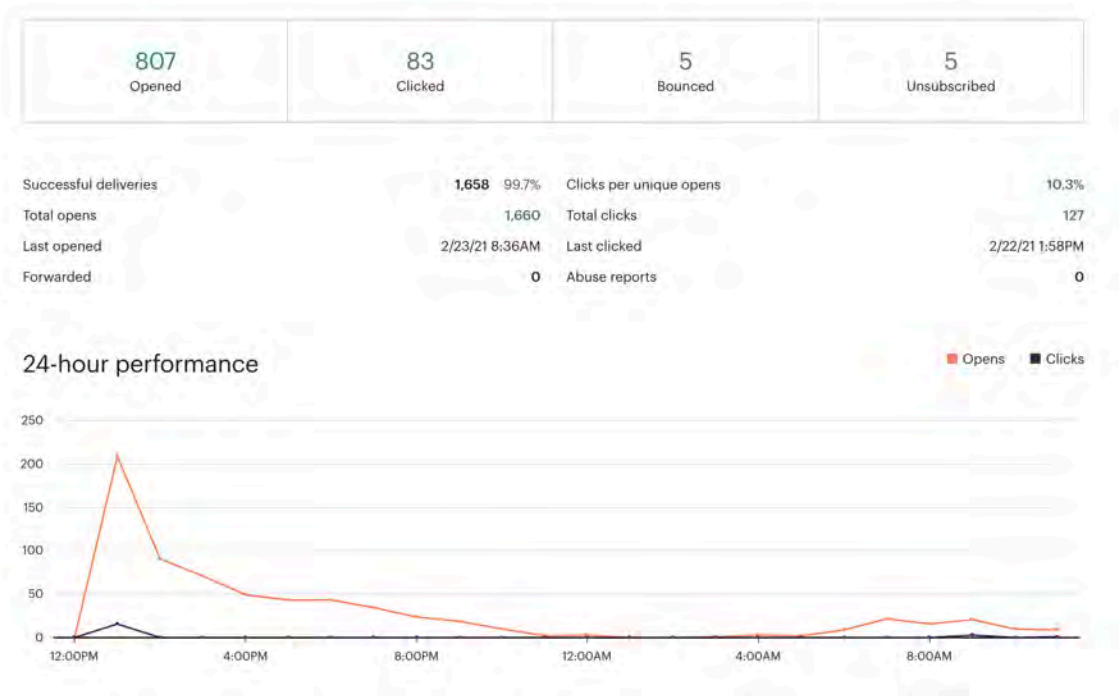 807 83 5 5
Opened Clicked Bounced Unsubscribed
Successful deliveries 1,658 99.7% Clicks per unique opens 10.3%
Total opens 1,660 Total clicks 127
Last opened 2/23/21 8:36AM Last clicked 2/22/21 1:58PM
Forwarded 0 Abuse reports 0
24-hour performance Opens Clicks
250
200
150
100
50
0
12:00PM 4:00PM 8:00PM 12:00AM 4:00AM 8:00AM